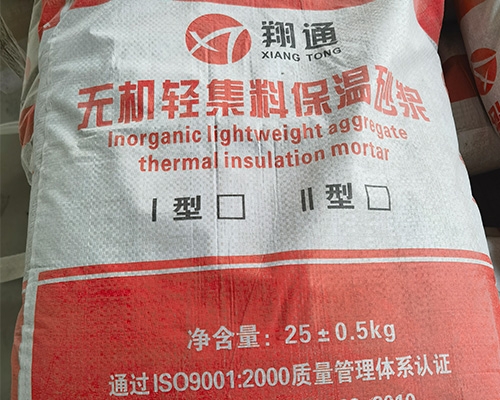 翔通
XIANG TONG
无机轻集料保温砂浆
Inorganic lightweight aggregate
thermal insulation mortar
I型□ II型□
净含量：25±0.5kg
通过ISO9001:2000质量管理体系认证